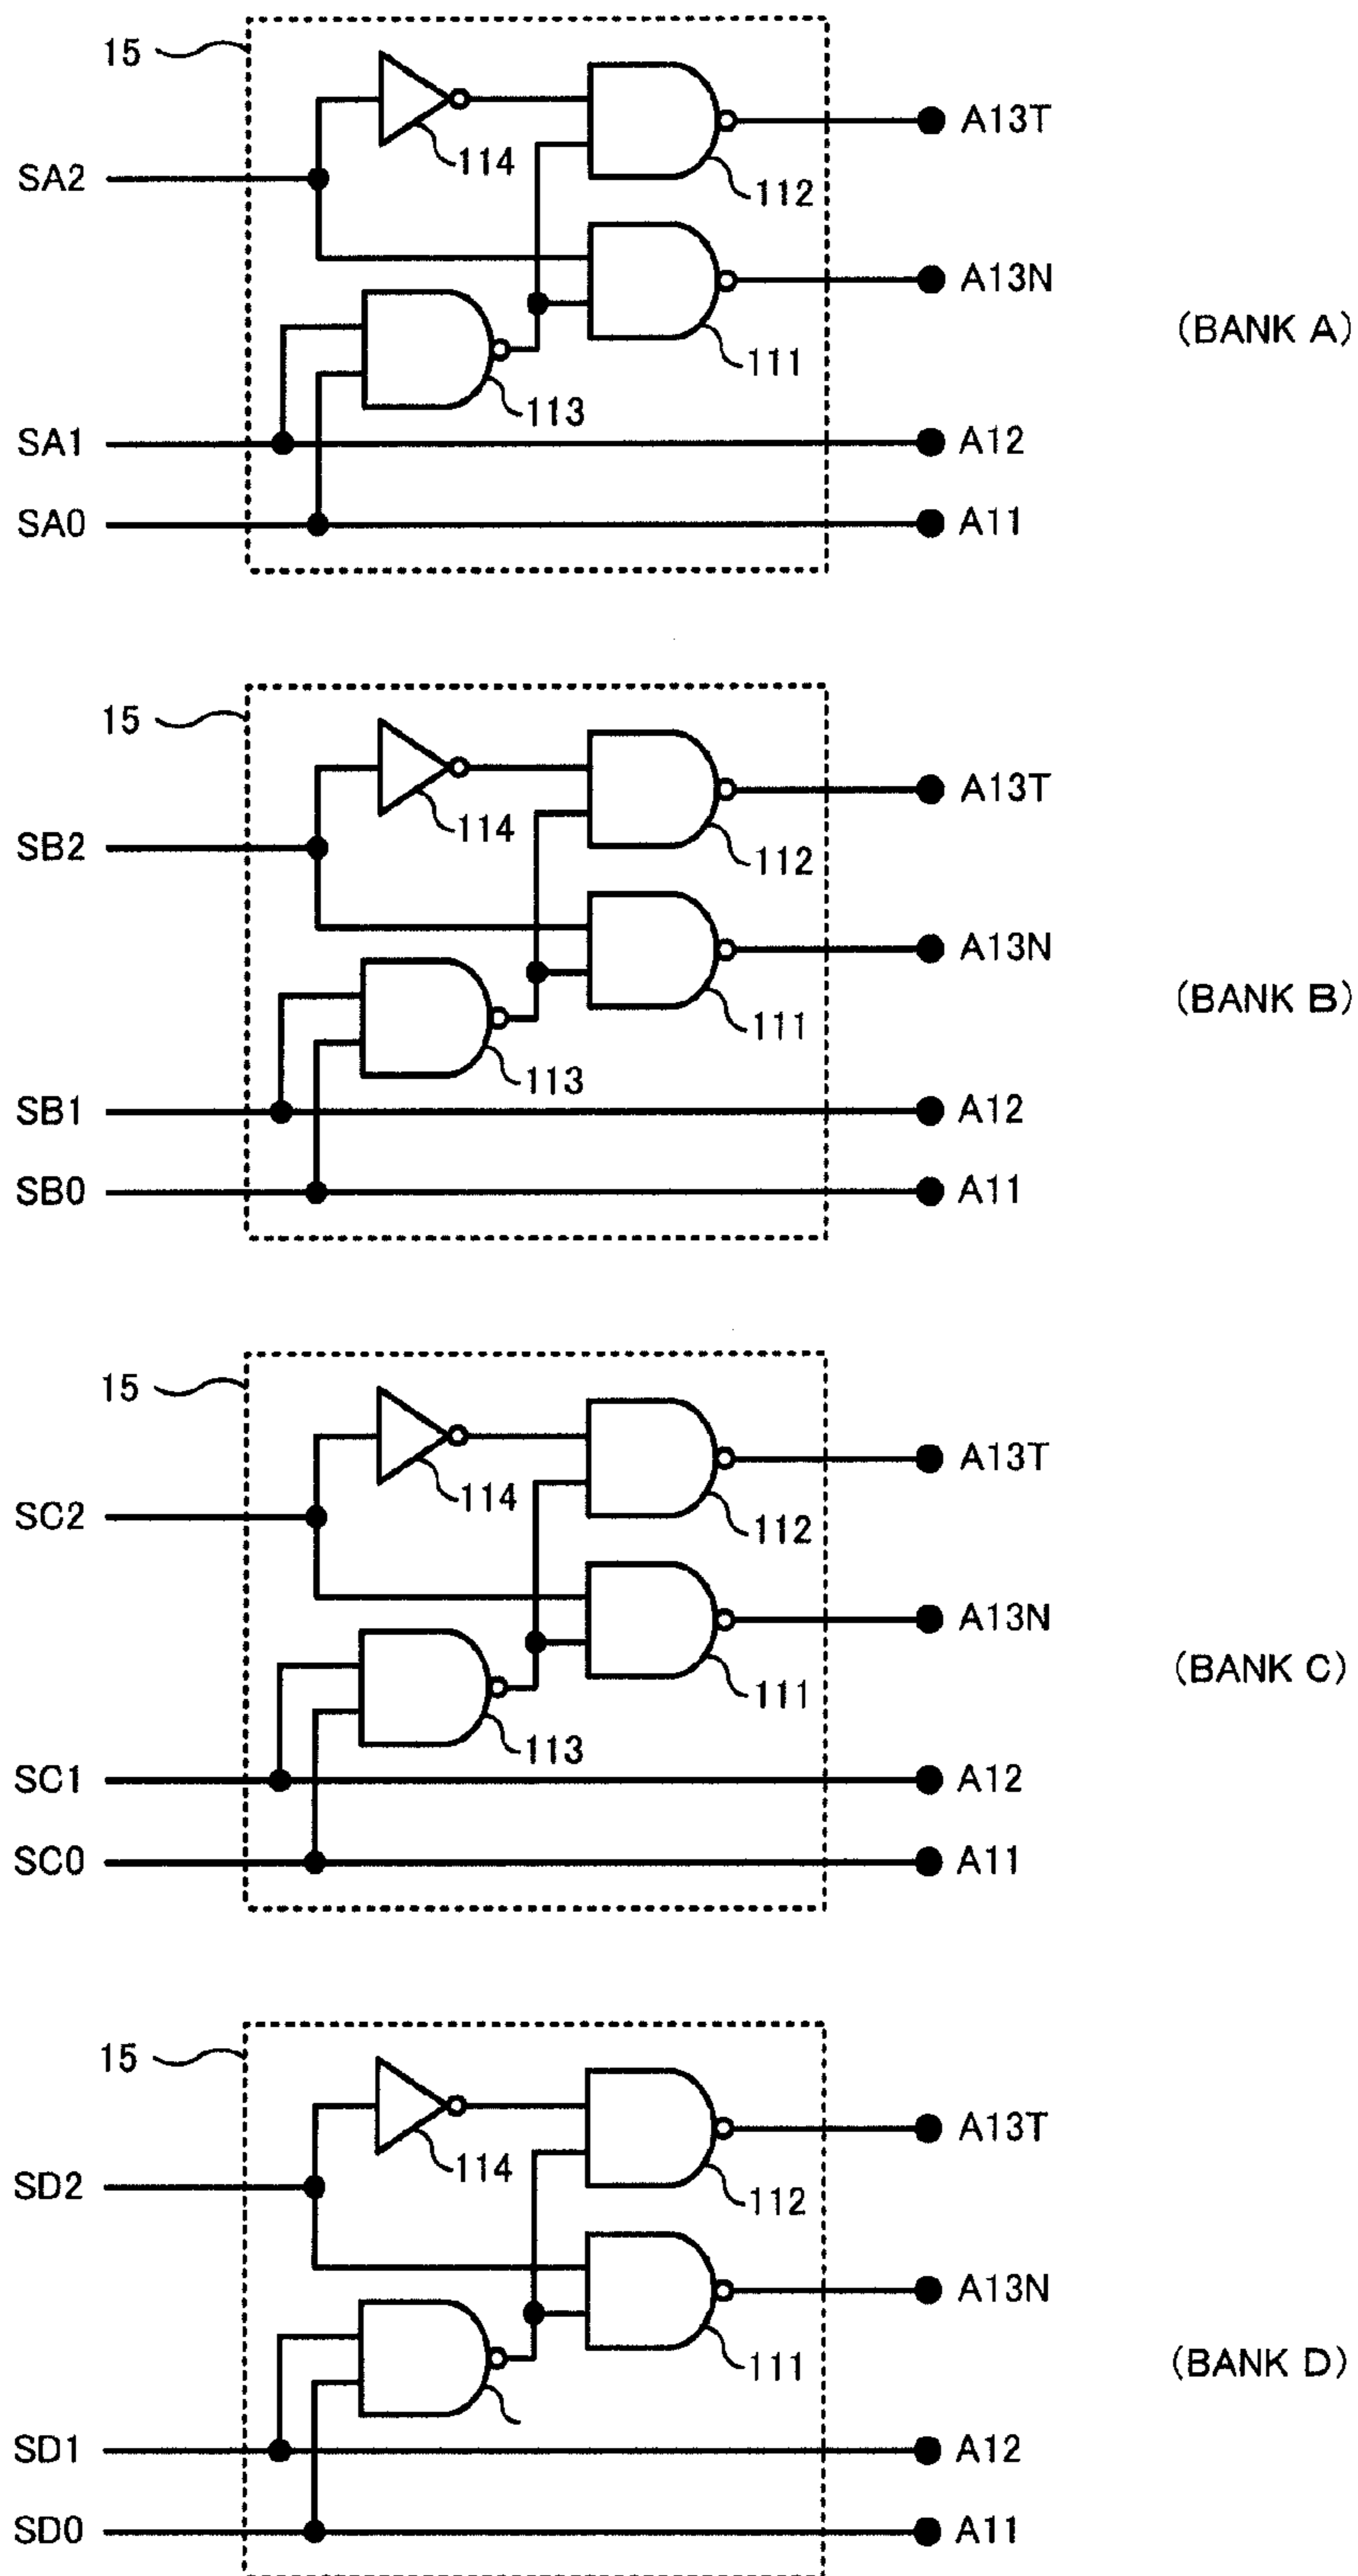 15
114
A13T
SA2
112
A13N
(BANK A)
111
113
SA1
A12
SA0
A11
15
114
A13T
SB2
112
A13N
(BANK B)
111
113
SB1
A12
SB0
A11
15
114
A13T
SC2
112
A13N
(BANK C)
111
113
SC1
A12
SC0
A11
15
114
A13T
SD2
112
A13N
(BANK D)
111
SD1
A12
SD0
A11